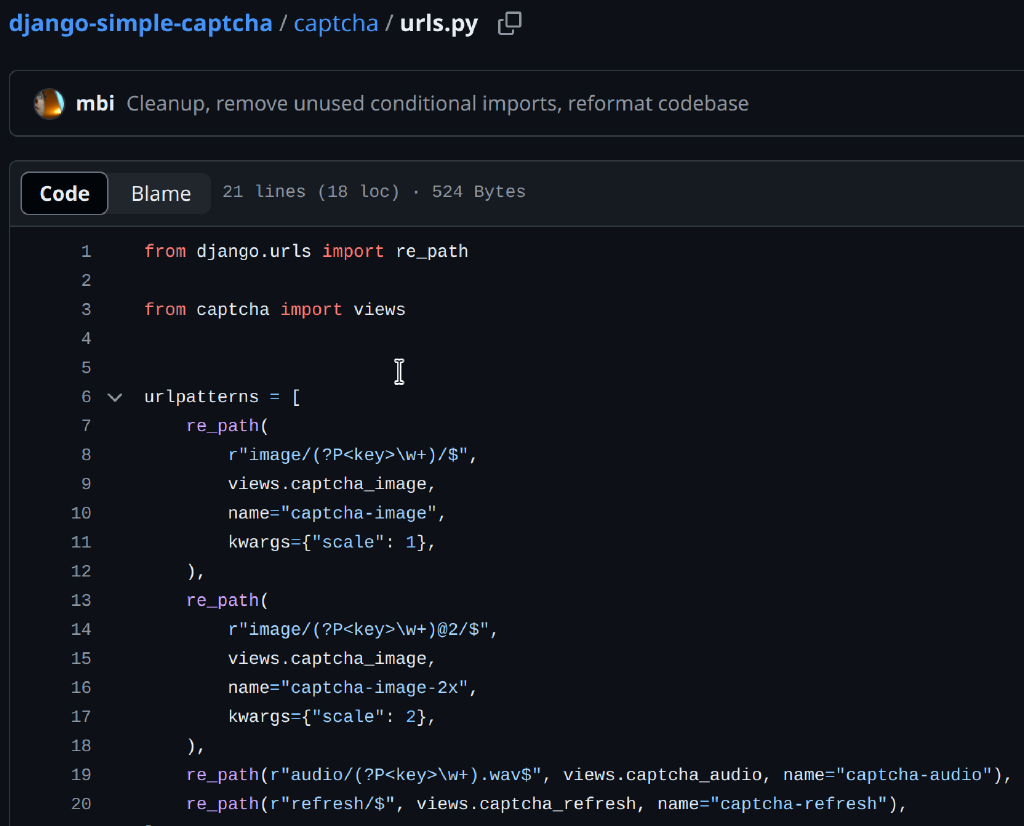 django-simple-captcha / captcha / urls.py
mbi Cleanup, remove unused conditional imports, reformat codebase
Code Blame 21 lines (18 loc) · 524 Bytes
1 from django.urls import re_path
2
3 from captcha import views
4
5
6 urlpatterns = [
7     re_path(
8         r"image/(?P<key>\w+)/$",
9         views.captcha_image,
10         name="captcha-image",
11         kwargs={"scale": 1},
12     ),
13     re_path(
14         r"image/(?P<key>\w+)@2/$",
15         views.captcha_image,
16         name="captcha-image-2x",
17         kwargs={"scale": 2},
18     ),
19     re_path(r"audio/(?P<key>\w+).wav$", views.captcha_audio, name="captcha-audio"),
20     re_path(r"refresh/$", views.captcha_refresh, name="captcha-refresh"),